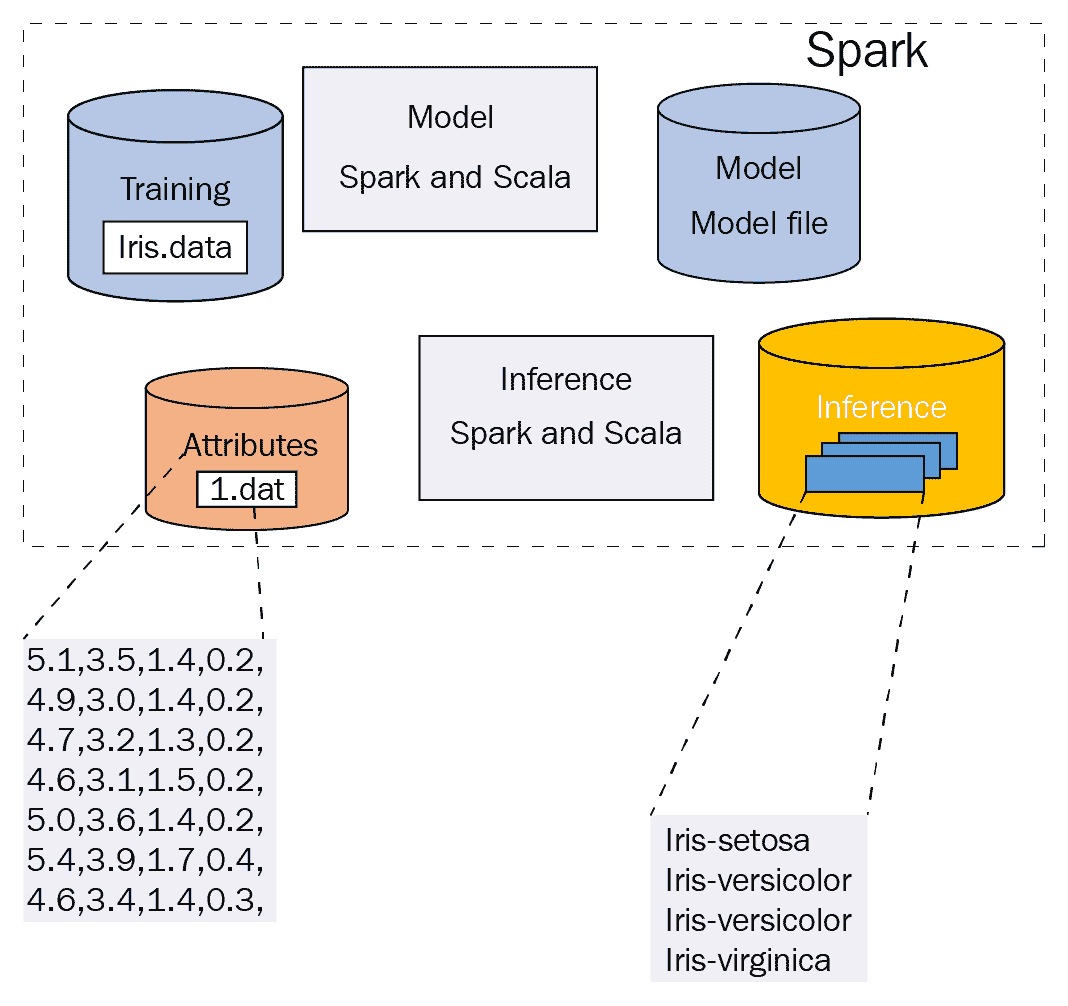 Spark
Training
Iris.data
Model
Spark and Scala
Model
Model file
Attributes
1.dat
Inference
Spark and Scala
Inference
5.1,3.5,1.4,0.2,
4.9,3.0,1.4,0.2,
4.7,3.2,1.3,0.2,
4.6,3.1,1.5,0.2,
5.0,3.6,1.4,0.2,
5.4,3.9,1.7,0.4,
4.6,3.4,1.4,0.3,
Iris-setosa
Iris-versicolor
Iris-versicolor
Iris-virginica